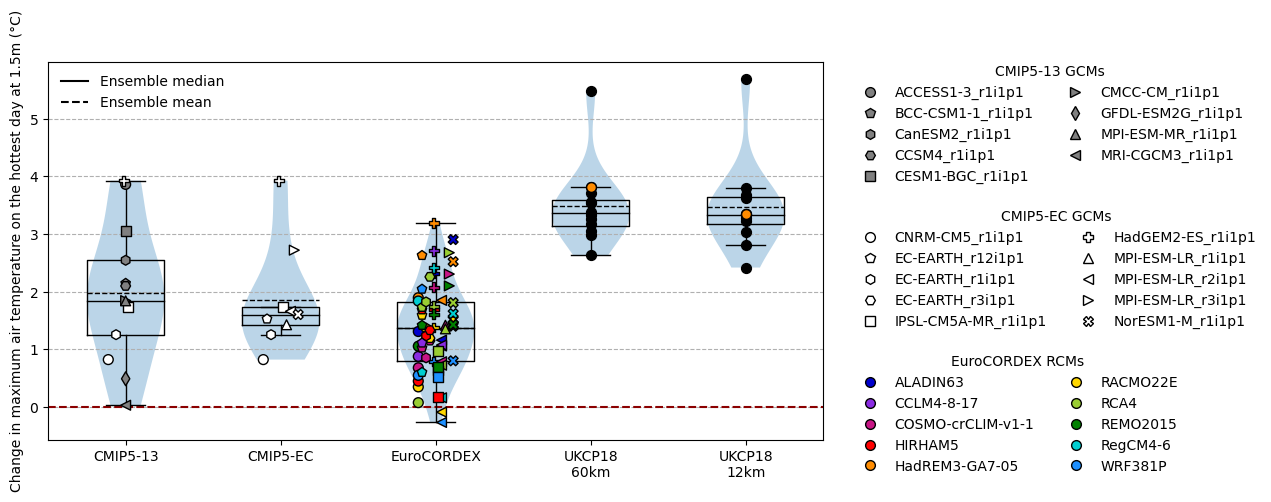 Change in maximum air temperature on the hottest day at 1.5m (°C)
5
4
3
2
1
0
Ensemble median
Ensemble mean
CMIP5-13
CMIP5-EC
EuroCORDEX
UKCP18
60km
UKCP18
12km
CMIP5-13 GCMs
ACCESS1-3_r1i1p1
BCC-CSM1-1_r1i1p1
CanESM2_r1i1p1
CCSM4_r1i1p1
CESM1-BGC_r1i1p1
CMCC-CM_r1i1p1
GFDL-ESM2G_r1i1p1
MPI-ESM-MR_r1i1p1
MRI-CGCM3_r1i1p1
CMIP5-EC GCMs
CNRM-CM5_r1i1p1
EC-EARTH_r12i1p1
EC-EARTH_r1i1p1
EC-EARTH_r3i1p1
IPSL-CM5A-MR_r1i1p1
HadGEM2-ES_r1i1p1
MPI-ESM-LR_r1i1p1
MPI-ESM-LR_r2i1p1
MPI-ESM-LR_r3i1p1
NorESM1-M_r1i1p1
EuroCORDEX RCMs
ALADIN63
CCLM4-8-17
COSMO-crCLIM-v1-1
HIRHAM5
HadREM3-GA7-05
RACMO22E
RCA4
REMO2015
RegCM4-6
WRF381P